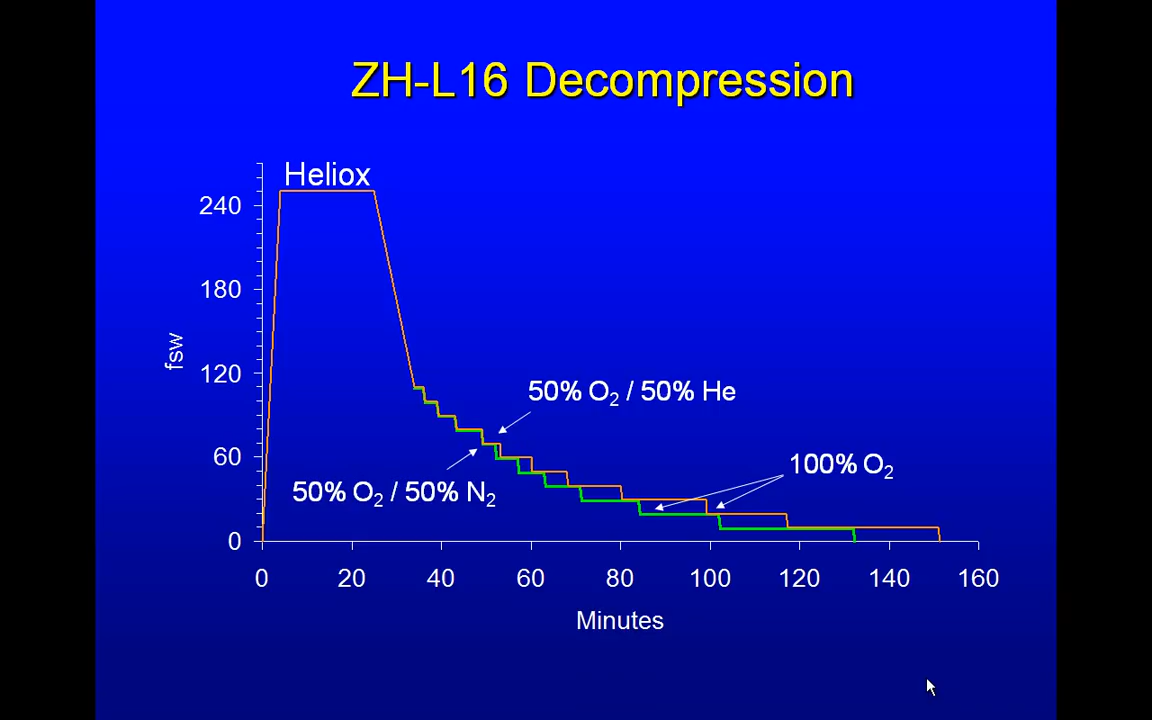 ZH-L16 Decompression
Heliox
240
180
120
60
0
fsw
50% O₂ / 50% He
100% O₂
50% O₂ / 50% N₂
0 20 40 60 80 100 120 140 160
Minutes